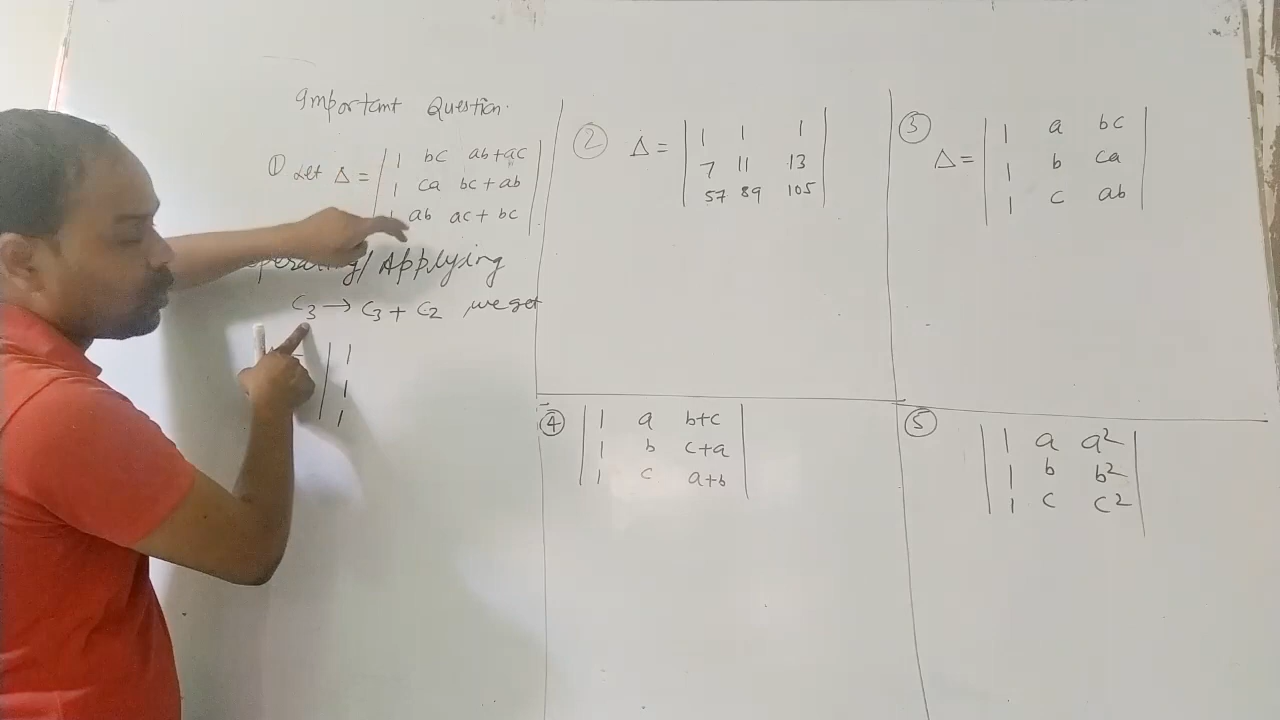 Important Question.
① Let Δ = | 1 bc ab+ac |
| 1 ca bc+ab |
| 1 ab ac+bc |
Operating/Applying
C3 → C3 + C2, we get
| 1
| 1
| 1
② Δ = | 1 1 1 |
| 7 11 13 |
| 57 89 105 |
③ Δ = | 1 a bc |
| 1 b ca |
| 1 c ab |
④ | 1 a b+c |
| 1 b c+a |
| 1 c a+b |
⑤ | 1 a a² |
| 1 b b² |
| 1 c c² |